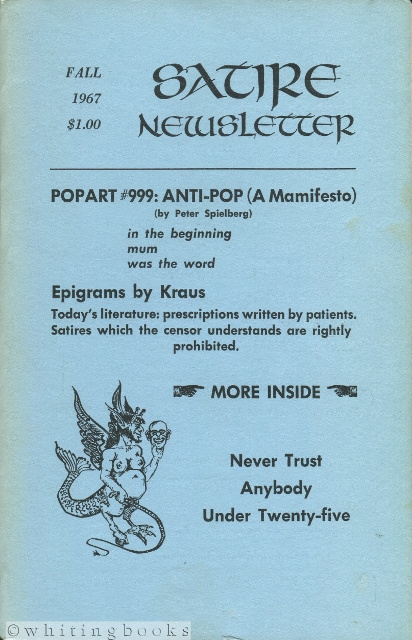 FALL
1967
$1.00
SATIRE
NEWSLETTER
POPART #999: ANTI-POP (A Mamifesto)
(by Peter Spielberg)
in the beginning
mum
was the word
Epigrams by Kraus
Today's literature: prescriptions written by patients.
Satires which the censor understands are rightly
prohibited.
MORE INSIDE
Never Trust
Anybody
Under Twenty-five
©whitingbooks